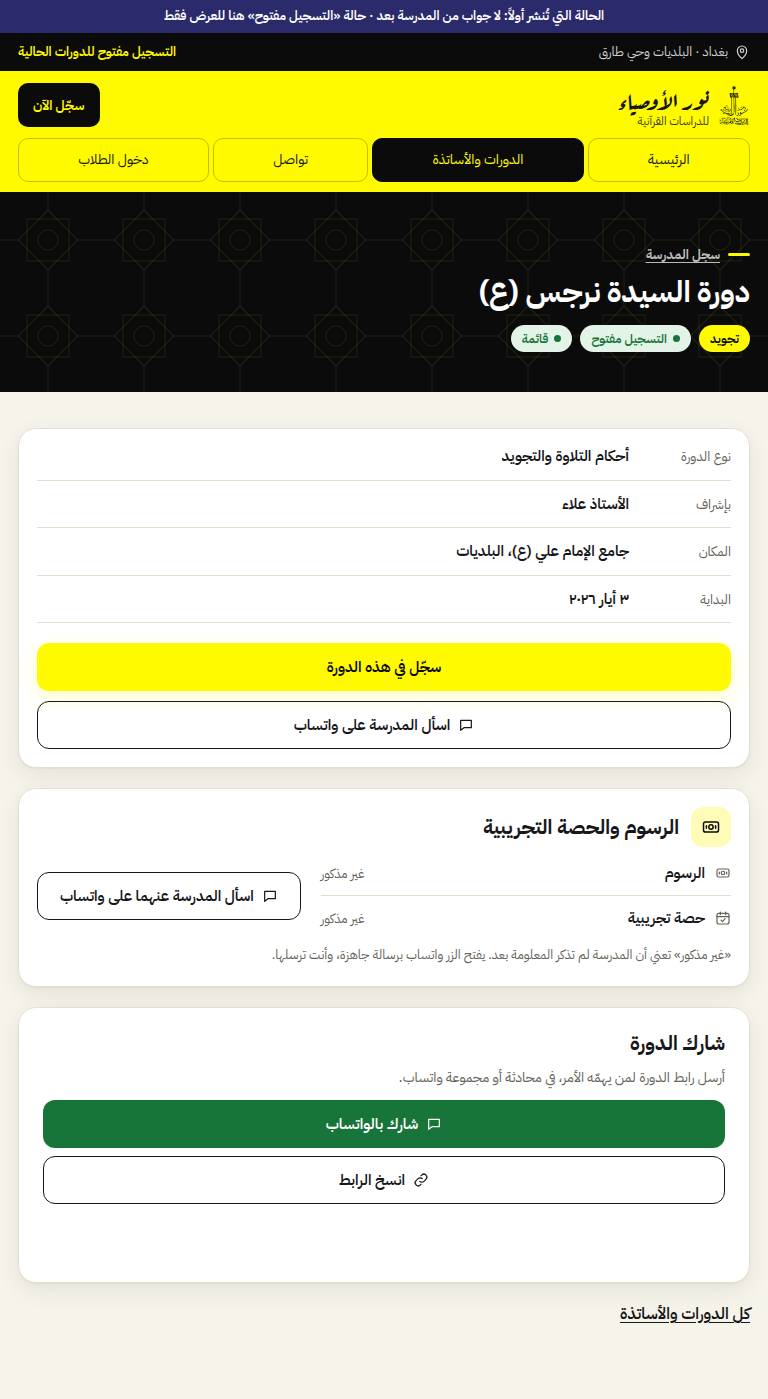 الحالة التي تُنشر أولاً: لا جواب من المدرسة بعد · حالة «التسجيل مفتوح» هنا للعرض فقط
بغداد · البلديات وحي طارق
التسجيل مفتوح للدورات الحالية
نور الأوصياء
للدراسات القرآنية
سجّل الآن
الرئيسية
الدورات والأساتذة
تواصل
دخول الطلاب
سجل المدرسة
دورة السيدة نرجس (ع)
تجويد
التسجيل مفتوح
قائمة
نوع الدورة أحكام التلاوة والتجويد
بإشراف الأستاذ علاء
المكان جامع الإمام علي (ع)، البلديات
البداية ٣ أيار ٢٠٢٦
سجّل في هذه الدورة
اسأل المدرسة على واتساب
الرسوم والحصة التجريبية
الرسوم غير مذكور
حصة تجريبية غير مذكور
اسأل المدرسة عنهما على واتساب
«غير مذكور» تعني أن المدرسة لم تذكر المعلومة بعد. يفتح الزر واتساب برسالة جاهزة، وأنت ترسلها.
شارك الدورة
أرسل رابط الدورة لمن يهمّه الأمر، في محادثة أو مجموعة واتساب.
شارك بالواتساب
انسخ الرابط
كل الدورات والأساتذة